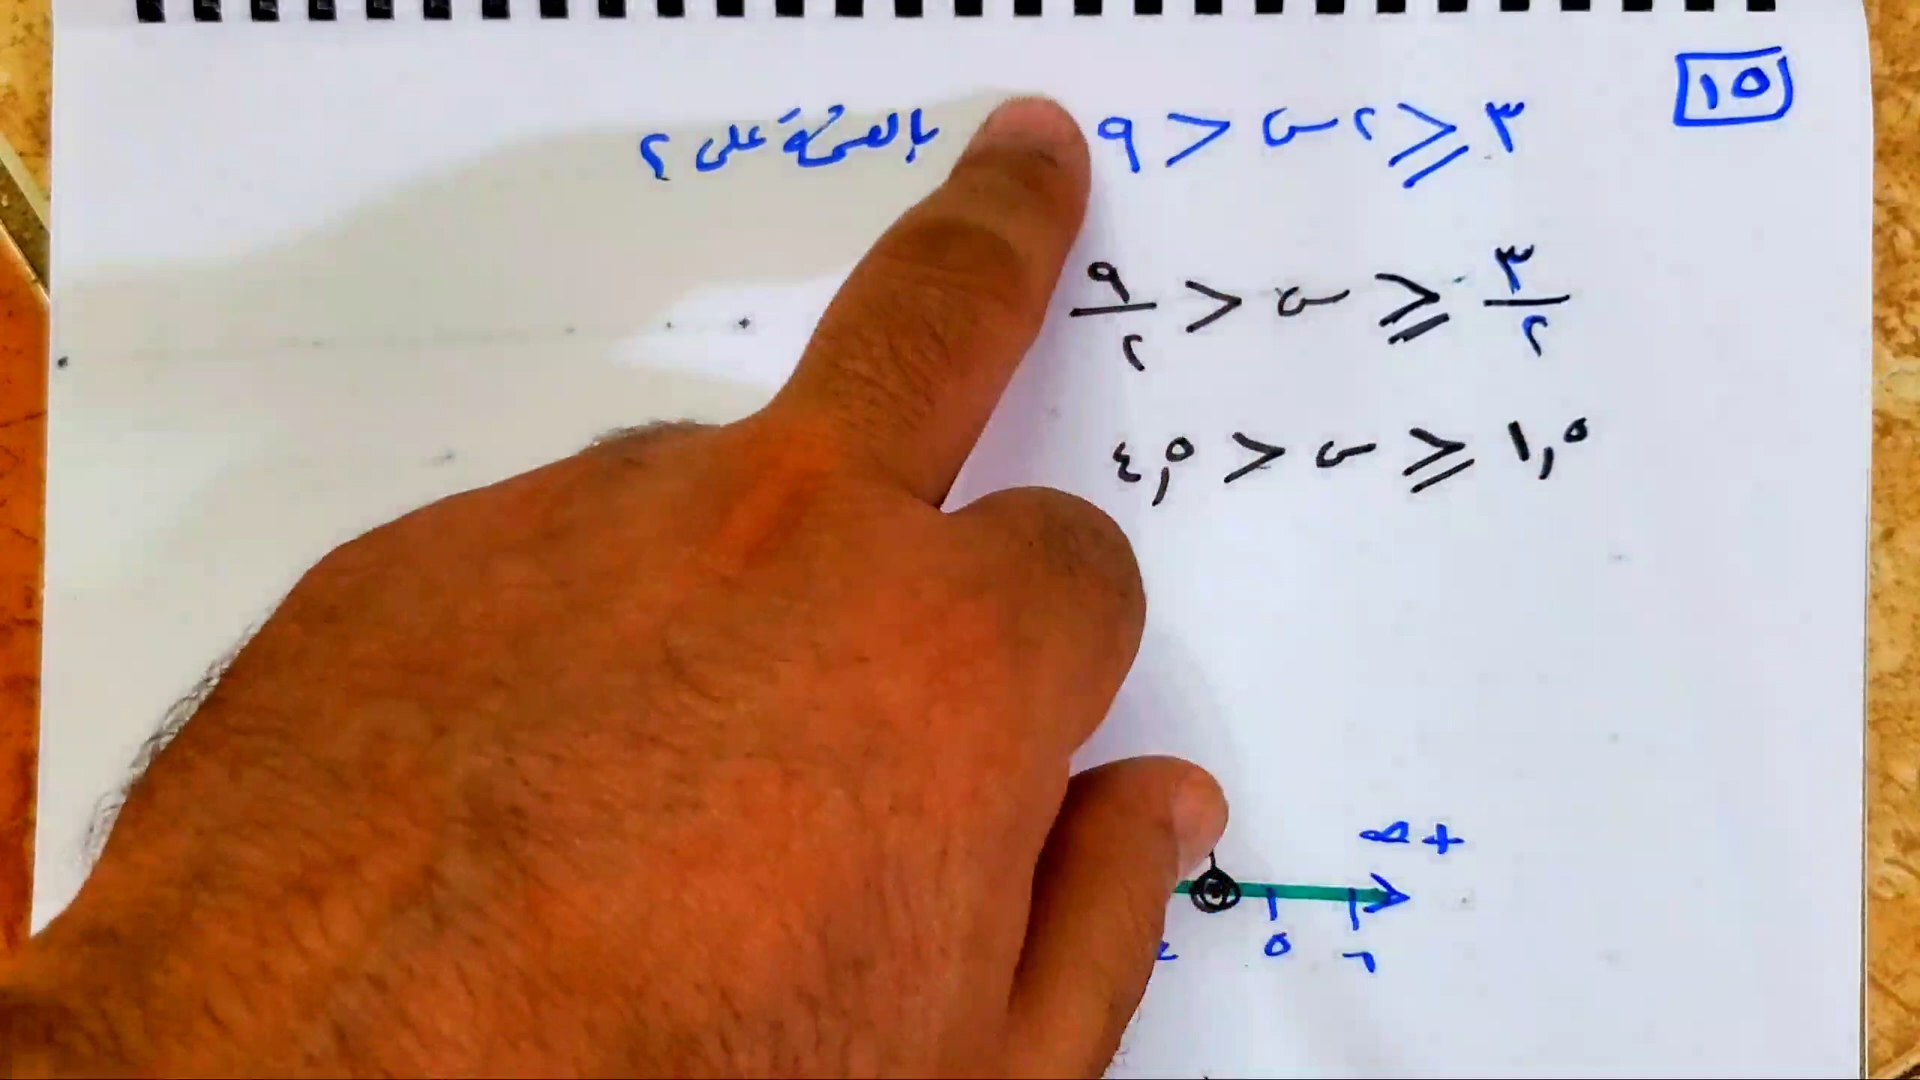 ١٥
٣ ≤ ٢س < ٩ بالقسمة على ٢
٣/٢ ≤ س < ٩/٢
١,٥ ≤ س < ٤,٥
+∞
٥ ٦